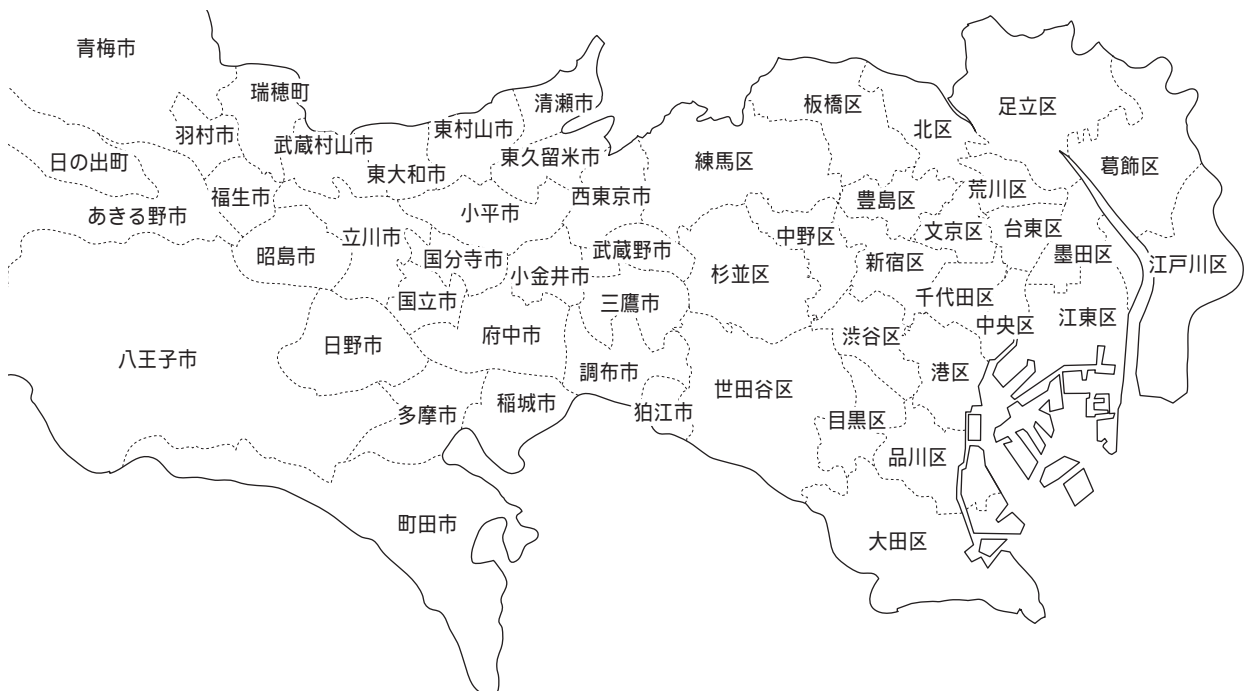 青梅市
瑞穂町
清瀬市
板橋区
足立区
羽村市
武蔵村山市
東村山市
北区
日の出町
東大和市
東久留米市
練馬区
葛飾区
福生市
西東京市
豊島区
荒川区
あきる野市
小平市
文京区
台東区
昭島市
立川市
国分寺市
武蔵野市
中野区
新宿区
墨田区
江戸川区
小金井市
杉並区
国立市
三鷹市
千代田区
江東区
八王子市
日野市
府中市
渋谷区
中央区
調布市
世田谷区
港区
多摩市
稲城市
狛江市
目黒区
品川区
町田市
大田区